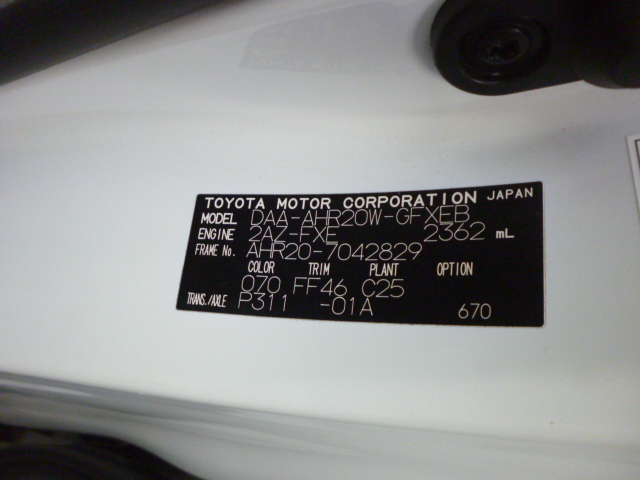 TOYOTA MOTOR CORPORATION JAPAN
MODEL DAA-AHR20W-GFXEB
ENGINE 2AZ-FXE 2362 mL
FRAME No. AHR20-7042829
COLOR TRIM PLANT OPTION
070 FF46 C25
TRANS./AXLE P311 -01A 670